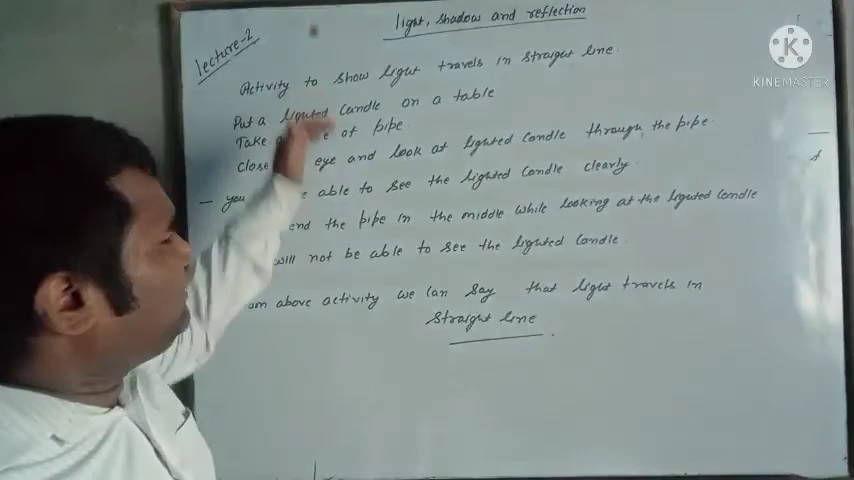 light, shadow and reflection
lecture-2
KINEMASTER
Activity to show light travels in straight line.
Put a lighted candle on a table
Take of pipe.
Close eye and look at lighted candle through the pipe.
— you able to see the lighted candle clearly.
the pipe in the middle while looking at the lighted candle
will not be able to see the lighted candle.
above activity we can say that light travels in
straight line